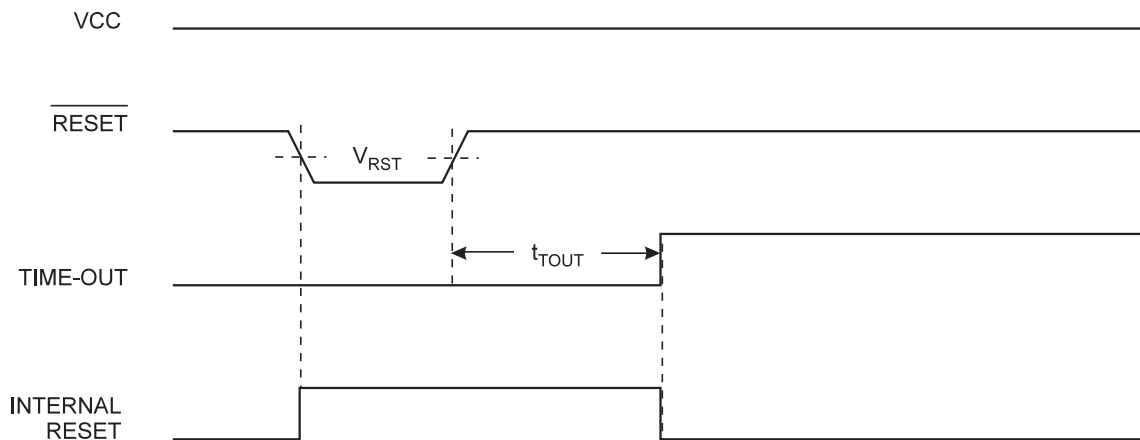 VCC
RESET
V_RST
t_TOUT
TIME-OUT
INTERNAL
RESET